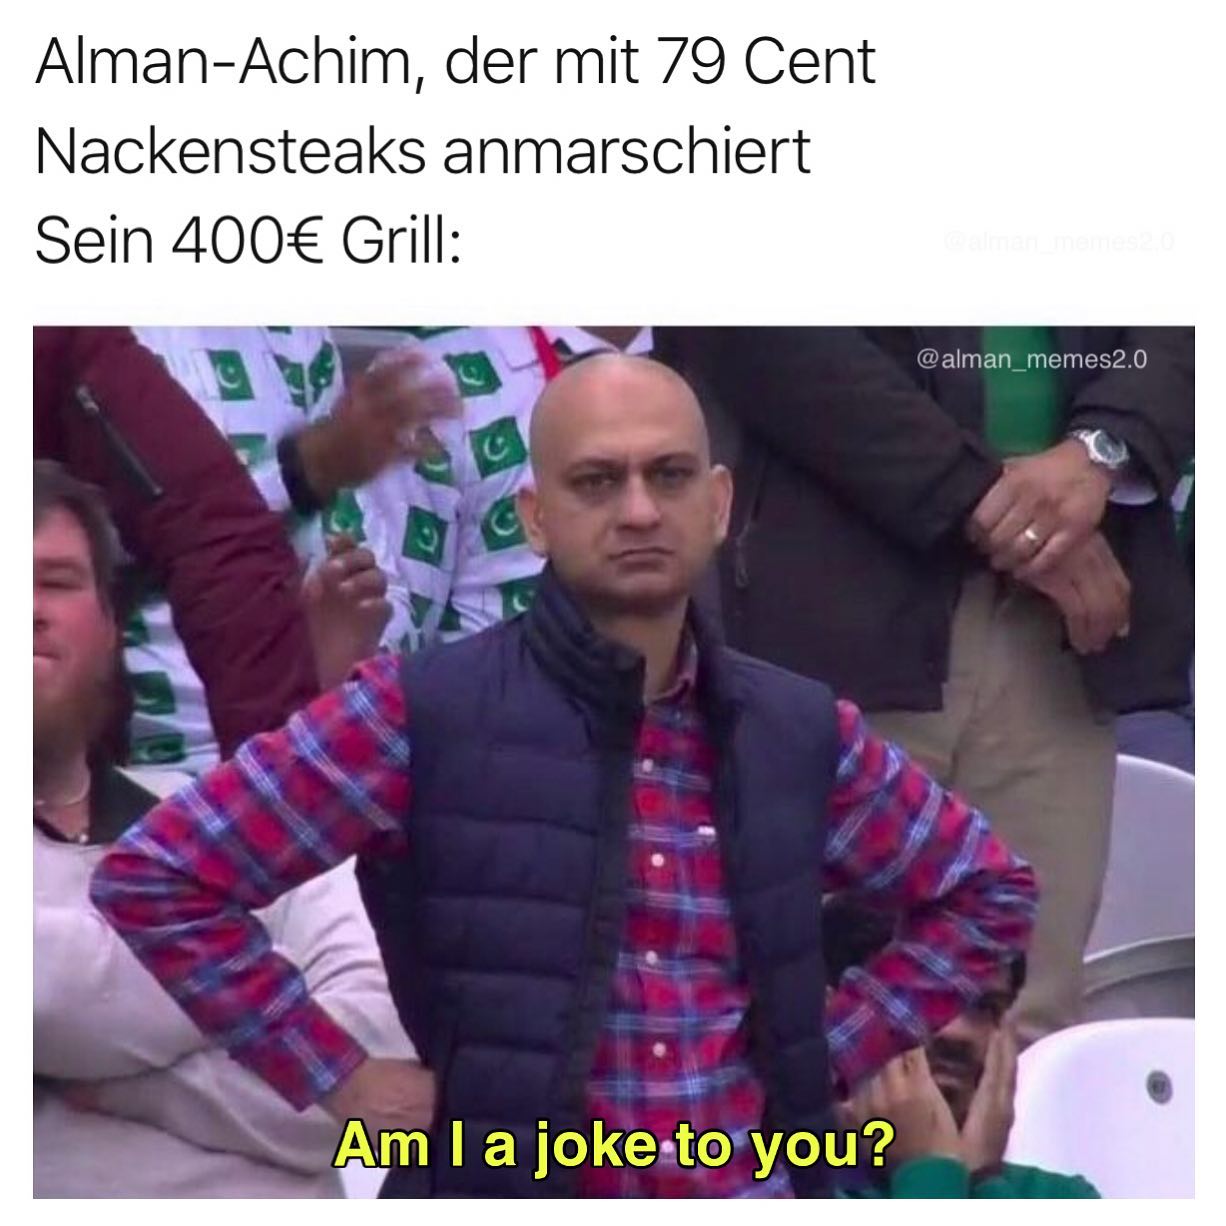 Alman-Achim, der mit 79 Cent
Nackensteaks anmarschiert
Sein 400€ Grill:
@alman_memes2.0
@alman_memes2.0
Am I a joke to you?